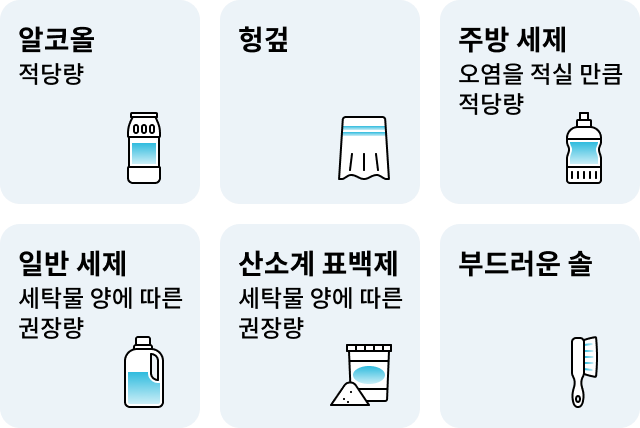 알코올
적당량
헝겊
주방 세제
오염을 적실 만큼
적당량
일반 세제
세탁물 양에 따른
권장량
산소계 표백제
세탁물 양에 따른
권장량
부드러운 솔